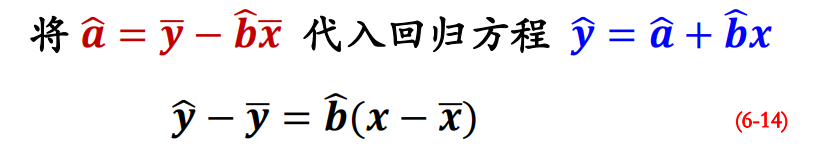 将 â = y̅ − b̂x̅ 代入回归方程 ŷ = â + b̂x
ŷ − y̅ = b̂(x − x̅) (6-14)